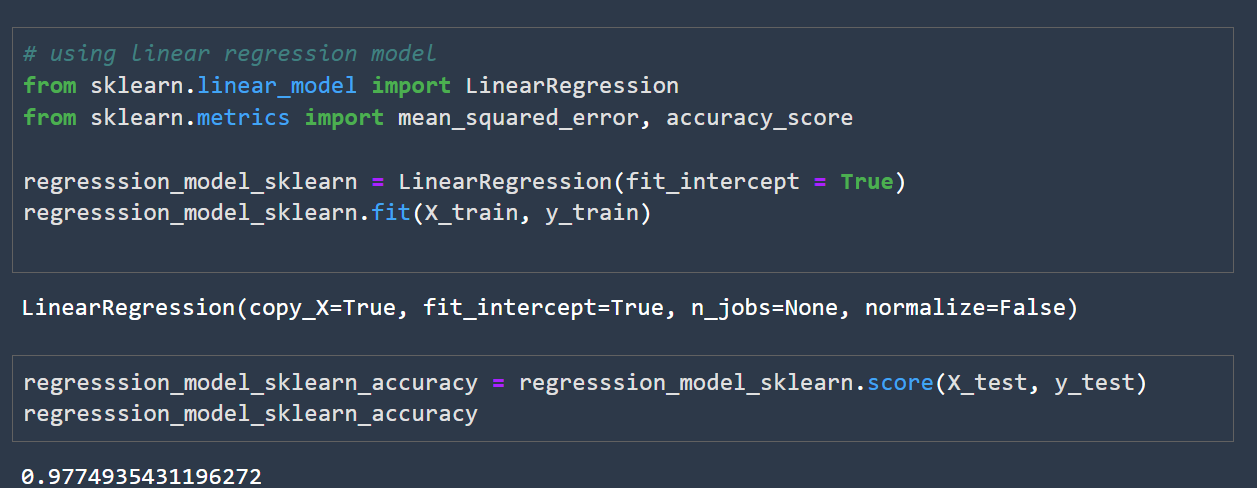 # using linear regression model
from sklearn.linear_model import LinearRegression
from sklearn.metrics import mean_squared_error, accuracy_score
regresssion_model_sklearn = LinearRegression(fit_intercept = True)
regresssion_model_sklearn.fit(X_train, y_train)
LinearRegression(copy_X=True, fit_intercept=True, n_jobs=None, normalize=False)
regresssion_model_sklearn_accuracy = regresssion_model_sklearn.score(X_test, y_test)
regresssion_model_sklearn_accuracy
0.9774935431196272